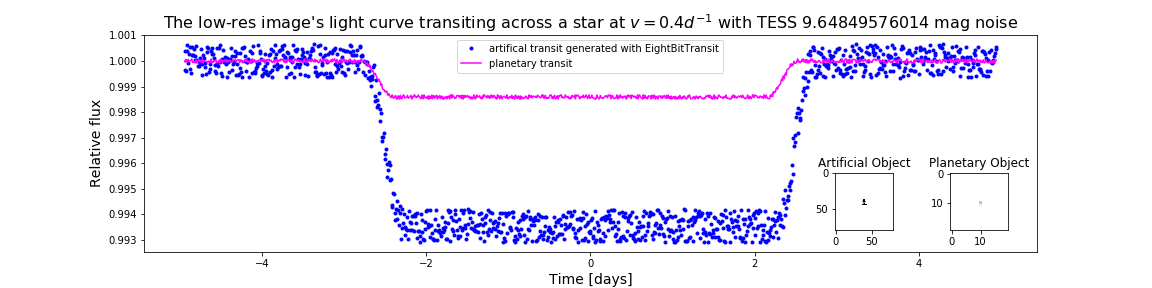 The low-res image's light curve transiting across a star at v = 0.4d⁻¹ with TESS 9.64849576014 mag noise
artifical transit generated with EightBitTransit
planetary transit
Relative flux
1.001
1.000
0.999
0.998
0.997
0.996
0.995
0.994
0.993
Artificial Object
0
50
0 50
Planetary Object
0
10
0 10
−4 −2 0 2 4
Time [days]